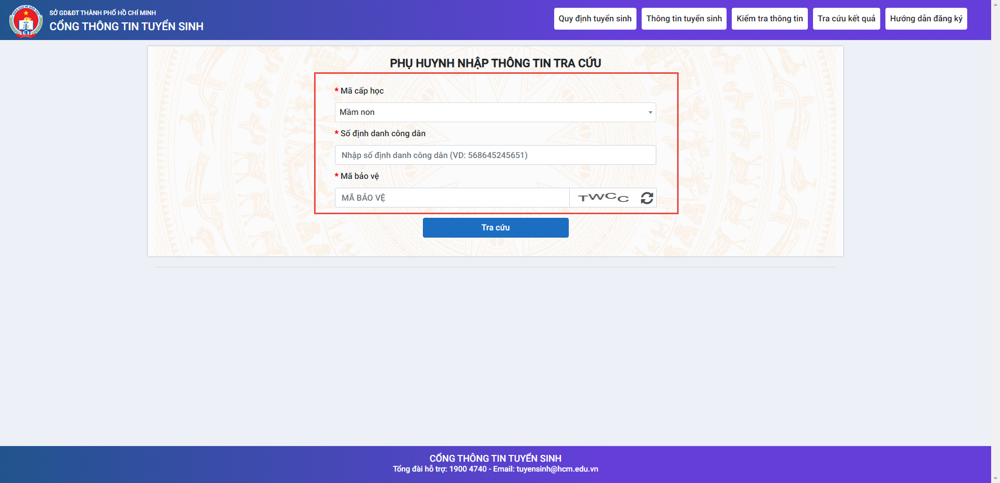 SỞ GD&ĐT THÀNH PHỐ HỒ CHÍ MINH
CỔNG THÔNG TIN TUYỂN SINH
Quy định tuyển sinh
Thông tin tuyển sinh
Kiểm tra thông tin
Tra cứu kết quả
Hướng dẫn đăng ký
PHỤ HUYNH NHẬP THÔNG TIN TRA CỨU
* Mã cấp học
Mầm non
* Số định danh công dân
Nhập số định danh công dân (VD: 568645245651)
* Mã bảo vệ
MÃ BẢO VỆ
TWCC
Tra cứu
CỔNG THÔNG TIN TUYỂN SINH
Tổng đài hỗ trợ: 1900 4740 - Email: tuyensinh@hcm.edu.vn